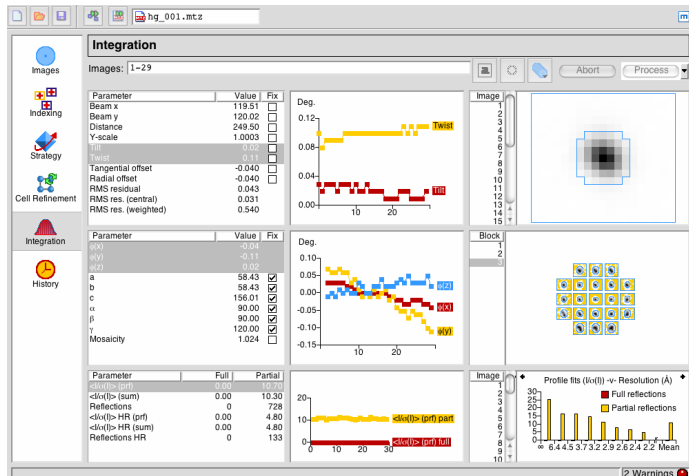 hg_001.mtz
m
Integration
Images: 1-29
Abort
Process
Images
Indexing
Strategy
Cell Refinement
Integration
History
Parameter Value Fix
Beam x 119.51
Beam y 120.02
Distance 249.50
Y-scale 1.0003
Tilt 0.02
Twist 0.11
Tangential offset -0.040
Radial offset -0.040
RMS residual 0.043
RMS res. (central) 0.031
RMS res. (weighted) 0.540
Deg.
0.12
0.08
0.04
0.00
10 20
Twist
Tilt
Image
1
2
3
4
5
6
7
8
9
10
11
12
13
14
15
Parameter Value Fix
φ(x) -0.04
φ(y) -0.11
φ(z) 0.02
a 58.43
b 58.43
c 156.01
α 90.00
β 90.00
γ 120.00
Mosaicity 1.024
Deg.
0.10
0.05
0.00
-0.05
-0.10
-0.15
10 20
φ(z)
φ(x)
φ(y)
Block
1
2
3
Parameter Full Partial
<I/σ(I)> (prf) 0.00 10.70
<I/σ(I)> (sum) 0.00 10.30
Reflections 0 728
<I/σ(I)> HR (prf) 0.00 4.80
<I/σ(I)> HR (sum) 0.00 4.80
Reflections HR 0 133
20
10
0
0 10 20 30
<I/σ(I)> (prf) part
<I/σ(I)> (prf) full
Image
1
2
3
4
5
6
7
8
9
10
Profile fits (I/σ(I)) -v- Resolution (Å)
Full reflections
Partial reflections
30
25
20
15
10
5
0
∞ 6.4 4.5 3.7 3.2 2.9 2.6 2.4 2.2 Mean
2 Warnings